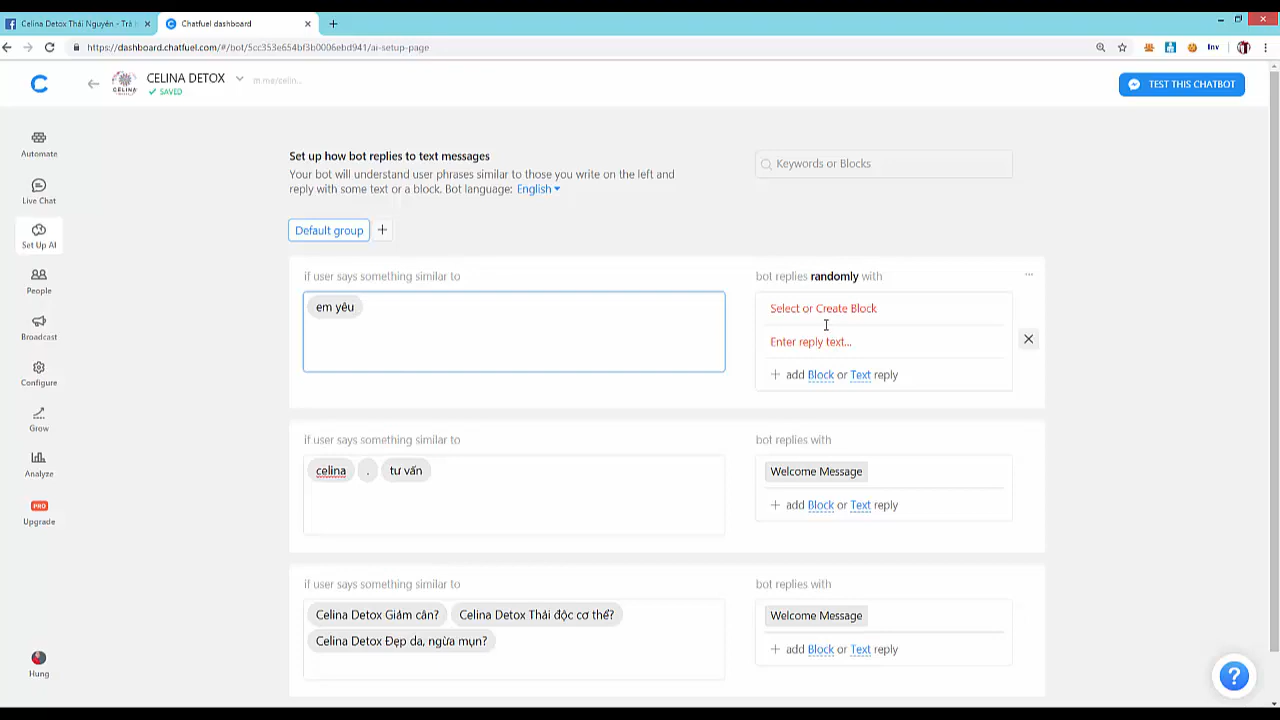 Celina Detox Thái Nguyên - Trà
Chatfuel dashboard
https://dashboard.chatfuel.com/#/bot/5cc353e654bf3b0006ebd941/ai-setup-page
Inv
CELINA DETOX
m.me/celin...
SAVED
TEST THIS CHATBOT
Automate
Live Chat
Set Up AI
People
Broadcast
Configure
Grow
Analyze
PRO
Upgrade
Hung
Set up how bot replies to text messages
Your bot will understand user phrases similar to those you write on the left and
reply with some text or a block. Bot language: English
Keywords or Blocks
Default group +
if user says something similar to
em yêu
bot replies randomly with
Select or Create Block
Enter reply text...
+ add Block or Text reply
if user says something similar to
celina . tư vấn
bot replies with
Welcome Message
+ add Block or Text reply
if user says something similar to
Celina Detox Giảm cân? Celina Detox Thải độc cơ thể?
Celina Detox Đẹp da, ngừa mụn?
bot replies with
Welcome Message
+ add Block or Text reply
?